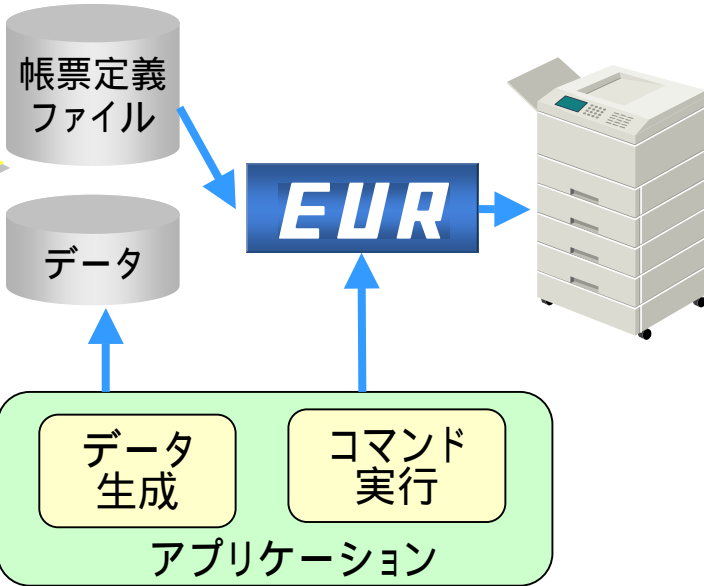 帳票定義
ファイル
EUR
データ
データ
生成
コマンド
実行
アプリケーション